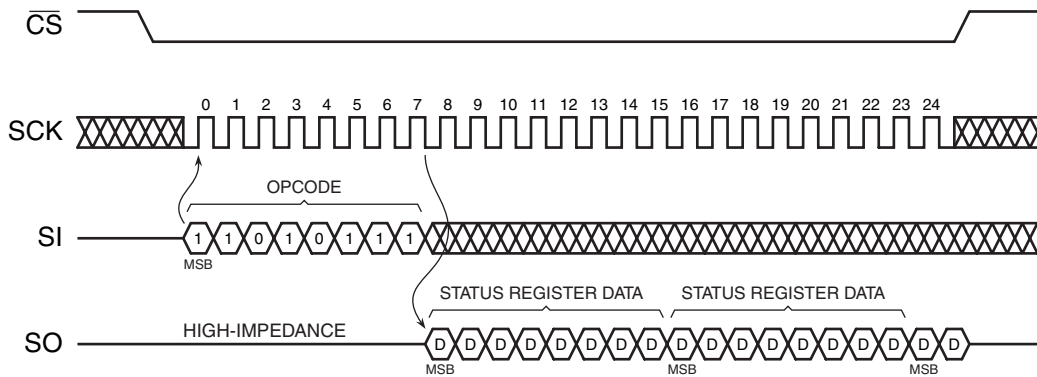 CS
0 1 2 3 4 5 6 7 8 9 10 11 12 13 14 15 16 17 18 19 20 21 22 23 24
SCK
OPCODE
SI 1 1 0 1 0 1 1 1
MSB
STATUS REGISTER DATA STATUS REGISTER DATA
HIGH-IMPEDANCE
SO D D D D D D D D D D D D D D D D D D
MSB MSB MSB